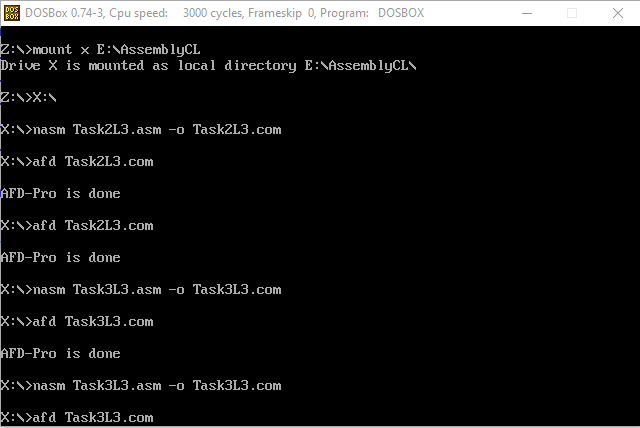 DOS
BOX
DOSBox 0.74-3, Cpu speed: 3000 cycles, Frameskip 0, Program: DOSBOX
Z:\>mount x E:\AssemblyCL
Drive X is mounted as local directory E:\AssemblyCL\
Z:\>X:\
X:\>nasm Task2L3.asm -o Task2L3.com
X:\>afd Task2L3.com
AFD-Pro is done
X:\>afd Task2L3.com
AFD-Pro is done
X:\>nasm Task3L3.asm -o Task3L3.com
X:\>afd Task3L3.com
AFD-Pro is done
X:\>nasm Task3L3.asm -o Task3L3.com
X:\>afd Task3L3.com